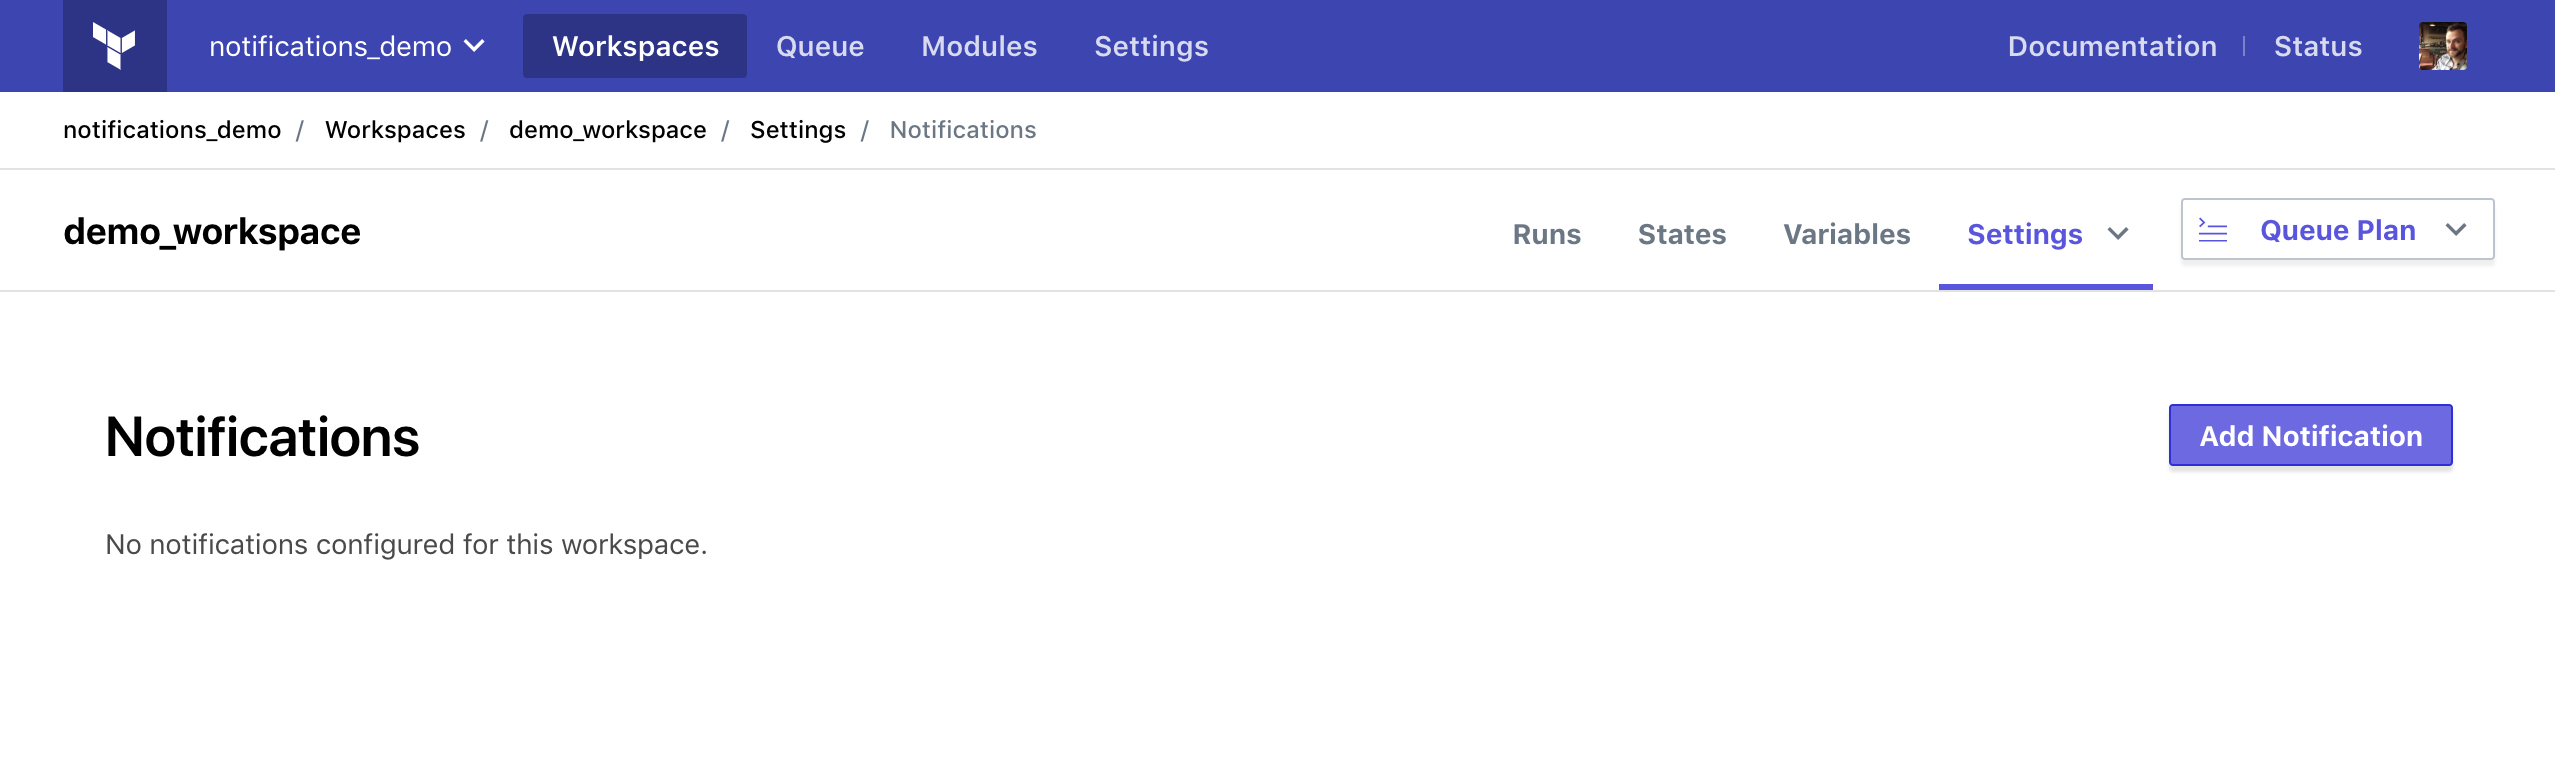 notifications_demo Workspaces Queue Modules Settings Documentation Status
notifications_demo / Workspaces / demo_workspace / Settings / Notifications
demo_workspace Runs States Variables Settings Queue Plan
Notifications Add Notification
No notifications configured for this workspace.